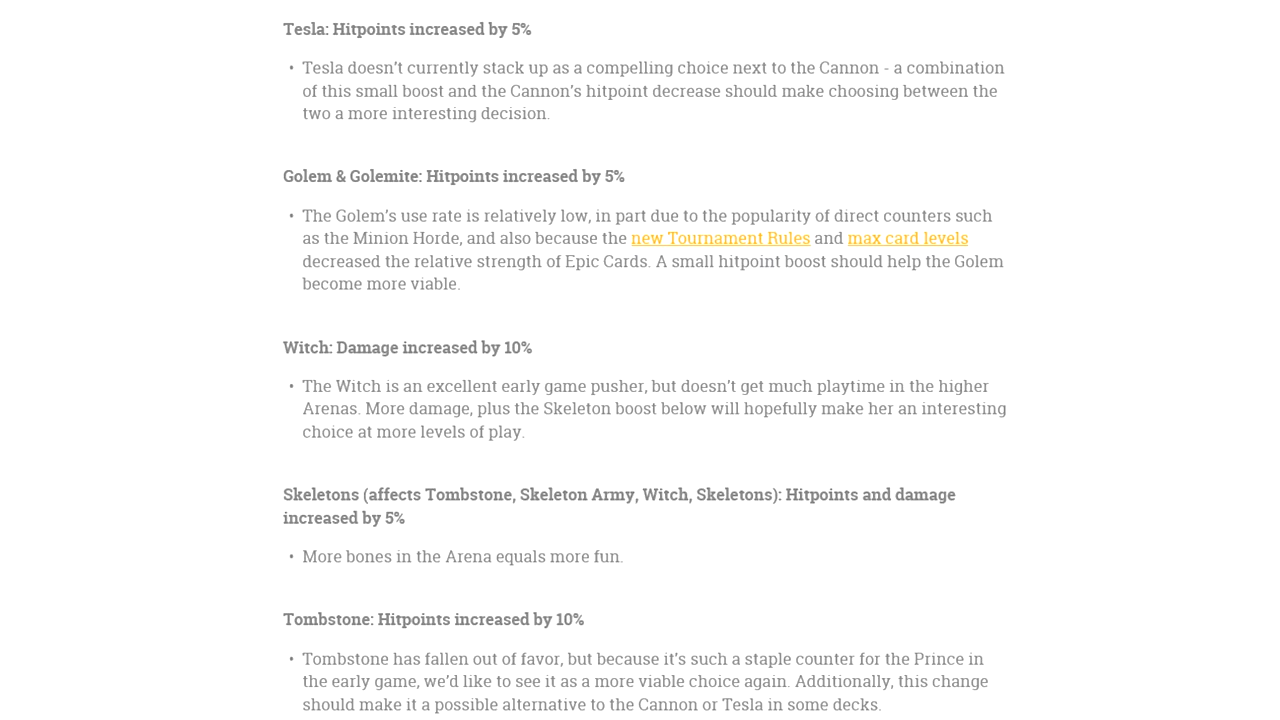 Tesla: Hitpoints increased by 5%
• Tesla doesn’t currently stack up as a compelling choice next to the Cannon - a combination
of this small boost and the Cannon’s hitpoint decrease should make choosing between the
two a more interesting decision.
Golem & Golemite: Hitpoints increased by 5%
• The Golem’s use rate is relatively low, in part due to the popularity of direct counters such
as the Minion Horde, and also because the new Tournament Rules and max card levels
decreased the relative strength of Epic Cards. A small hitpoint boost should help the Golem
become more viable.
Witch: Damage increased by 10%
• The Witch is an excellent early game pusher, but doesn’t get much playtime in the higher
Arenas. More damage, plus the Skeleton boost below will hopefully make her an interesting
choice at more levels of play.
Skeletons (affects Tombstone, Skeleton Army, Witch, Skeletons): Hitpoints and damage
increased by 5%
• More bones in the Arena equals more fun.
Tombstone: Hitpoints increased by 10%
• Tombstone has fallen out of favor, but because it’s such a staple counter for the Prince in
the early game, we’d like to see it as a more viable choice again. Additionally, this change
should make it a possible alternative to the Cannon or Tesla in some decks.